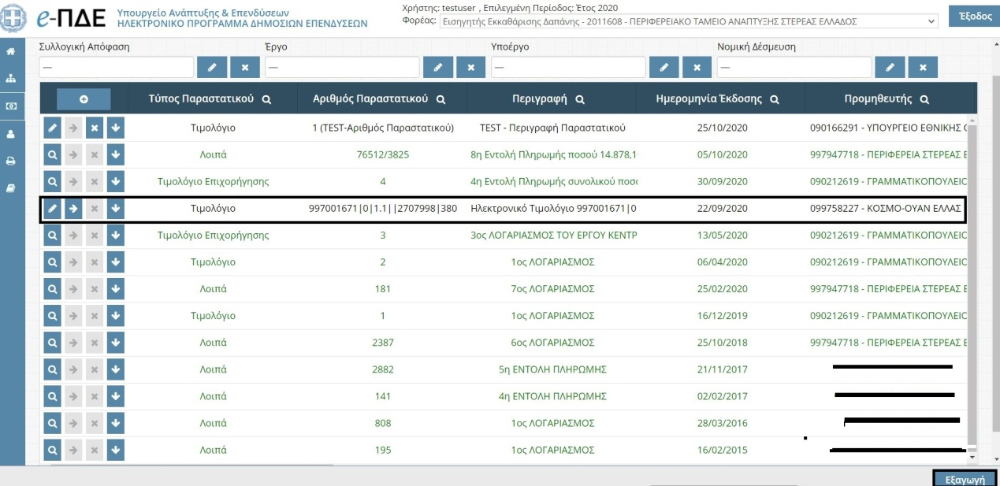 e-ΠΔΕ
Υπουργείο Ανάπτυξης & Επενδύσεων
ΗΛΕΚΤΡΟΝΙΚΟ ΠΡΟΓΡΑΜΜΑ ΔΗΜΟΣΙΩΝ ΕΠΕΝΔΥΣΕΩΝ
Χρήστης: testuser , Επιλεγμένη Περίοδος: Έτος 2020
Φορέας: Εισηγητής Εκκαθάρισης Δαπάνης - 2011608 - ΠΕΡΙΦΕΡΕΙΑΚΟ ΤΑΜΕΙΟ ΑΝΑΠΤΥΞΗΣ ΣΤΕΡΕΑΣ ΕΛΛΑΔΟΣ
Έξοδος
Συλλογική Απόφαση Έργο Υποέργο Νομική Δέσμευση
— — — —
Τύπος Παραστατικού Αριθμός Παραστατικού Περιγραφή Ημερομηνία Έκδοσης Προμηθευτής
Τιμολόγιο 1 (TEST-Αριθμός Παραστατικού) TEST - Περιγραφή Παραστατικού 25/10/2020 090166291 - ΥΠΟΥΡΓΕΙΟ ΕΘΝΙΚΗΣ
Λοιπά 76512/3825 8η Εντολή Πληρωμής ποσού 14.878,1 05/10/2020 997947718 - ΠΕΡΙΦΕΡΕΙΑ ΣΤΕΡΕΑΣ Ε
Τιμολόγιο Επιχορήγησης 4 4η Εντολή Πληρωμής συνολικού ποσ 30/09/2020 090212619 - ΓΡΑΜΜΑΤΙΚΟΠΟΥΛΕΙΟ
Τιμολόγιο 997001671|0|1.1||2707998|380 Ηλεκτρονικό Τιμολόγιο 997001671|0 22/09/2020 099758227 - ΚΟΣΜΟ-ΟΥΑΝ ΕΛΛΑΣ
Τιμολόγιο Επιχορήγησης 3 3ος ΛΟΓΑΡΙΑΣΜΟΣ ΤΟΥ ΕΡΓΟΥ ΚΕΝΤΡ 13/05/2020 090212619 - ΓΡΑΜΜΑΤΙΚΟΠΟΥΛΕΙΟ
Τιμολόγιο 2 1ος ΛΟΓΑΡΙΑΣΜΟΣ 06/04/2020 090212619 - ΓΡΑΜΜΑΤΙΚΟΠΟΥΛΕΙΟ
Λοιπά 181 7ος ΛΟΓΑΡΙΑΣΜΟΣ 25/02/2020 997947718 - ΠΕΡΙΦΕΡΕΙΑ ΣΤΕΡΕΑΣ Ε
Τιμολόγιο 1 1ος ΛΟΓΑΡΙΑΣΜΟΣ 16/12/2019 090212619 - ΓΡΑΜΜΑΤΙΚΟΠΟΥΛΕΙΟ
Λοιπά 2387 6ος ΛΟΓΑΡΙΑΣΜΟΣ 25/10/2018 997947718 - ΠΕΡΙΦΕΡΕΙΑ ΣΤΕΡΕΑΣ Ε
Λοιπά 2882 5η ΕΝΤΟΛΗ ΠΛΗΡΩΜΗΣ 21/11/2017
Λοιπά 141 4η ΕΝΤΟΛΗ ΠΛΗΡΩΜΗΣ 02/02/2017
Λοιπά 808 1ος ΛΟΓΑΡΙΑΣΜΟΣ 28/03/2016
Λοιπά 195 1ος ΛΟΓΑΡΙΑΣΜΟΣ 16/02/2015
Εξαγωγή